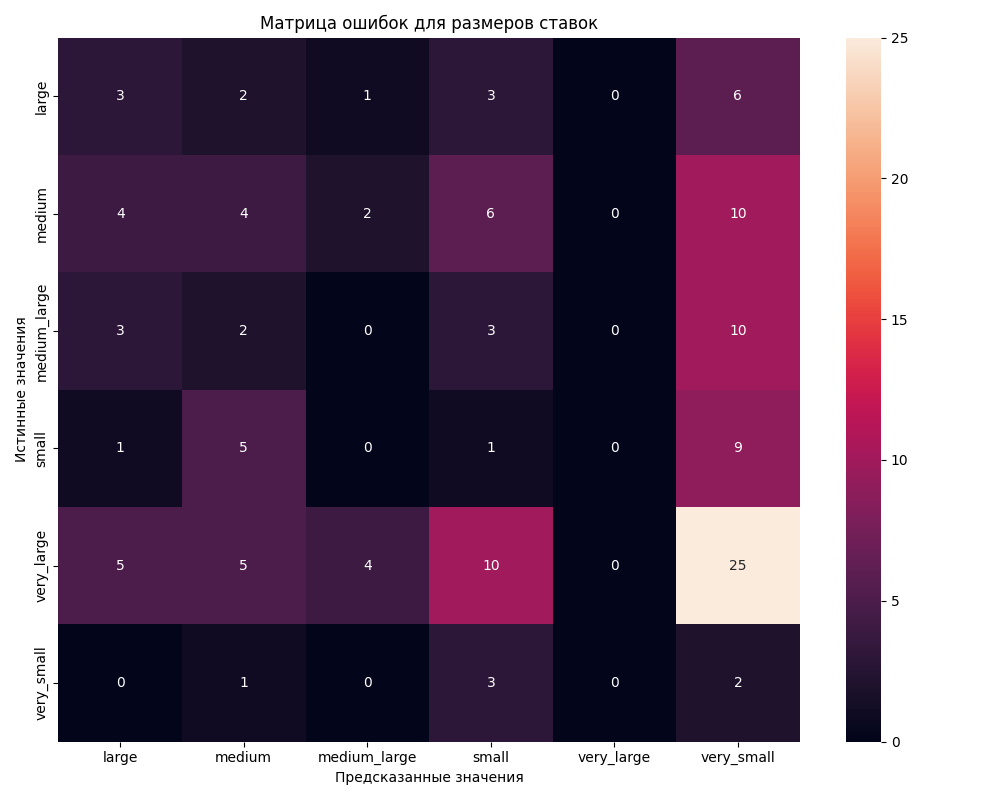 Матрица ошибок для размеров ставок
large 3 2 1 3 0 6
medium 4 4 2 6 0 10
medium_large 3 2 0 3 0 10
small 1 5 0 1 0 9
very_large 5 5 4 10 0 25
very_small 0 1 0 3 0 2
Истинные значения
large medium medium_large small very_large very_small
Предсказанные значения
25
20
15
10
5
0